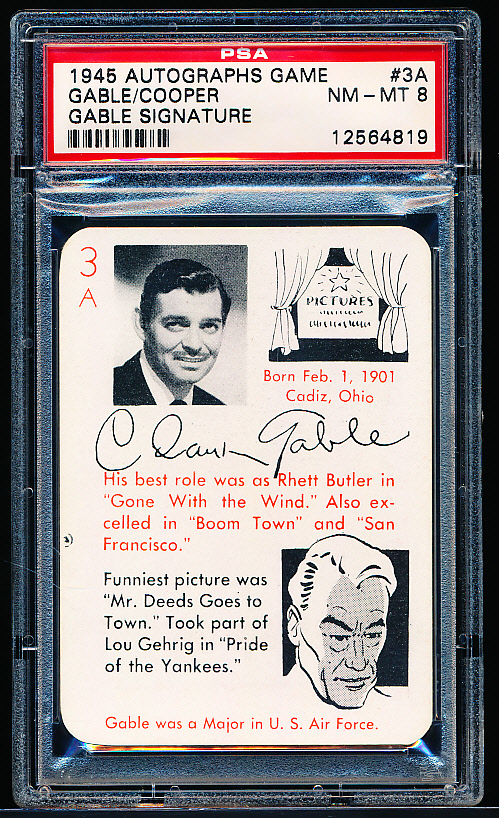 PSA
1945 AUTOGRAPHS GAME #3A
GABLE/COOPER NM - MT 8
GABLE SIGNATURE
12564819
3
A
PICTURES
Born Feb. 1, 1901
Cadiz, Ohio
Clark Gable
His best role was as Rhett Butler in
"Gone With the Wind." Also ex-
celled in "Boom Town" and "San
Francisco."
Funniest picture was
"Mr. Deeds Goes to
Town." Took part of
Lou Gehrig in "Pride
of the Yankees."
Gable was a Major in U. S. Air Force.